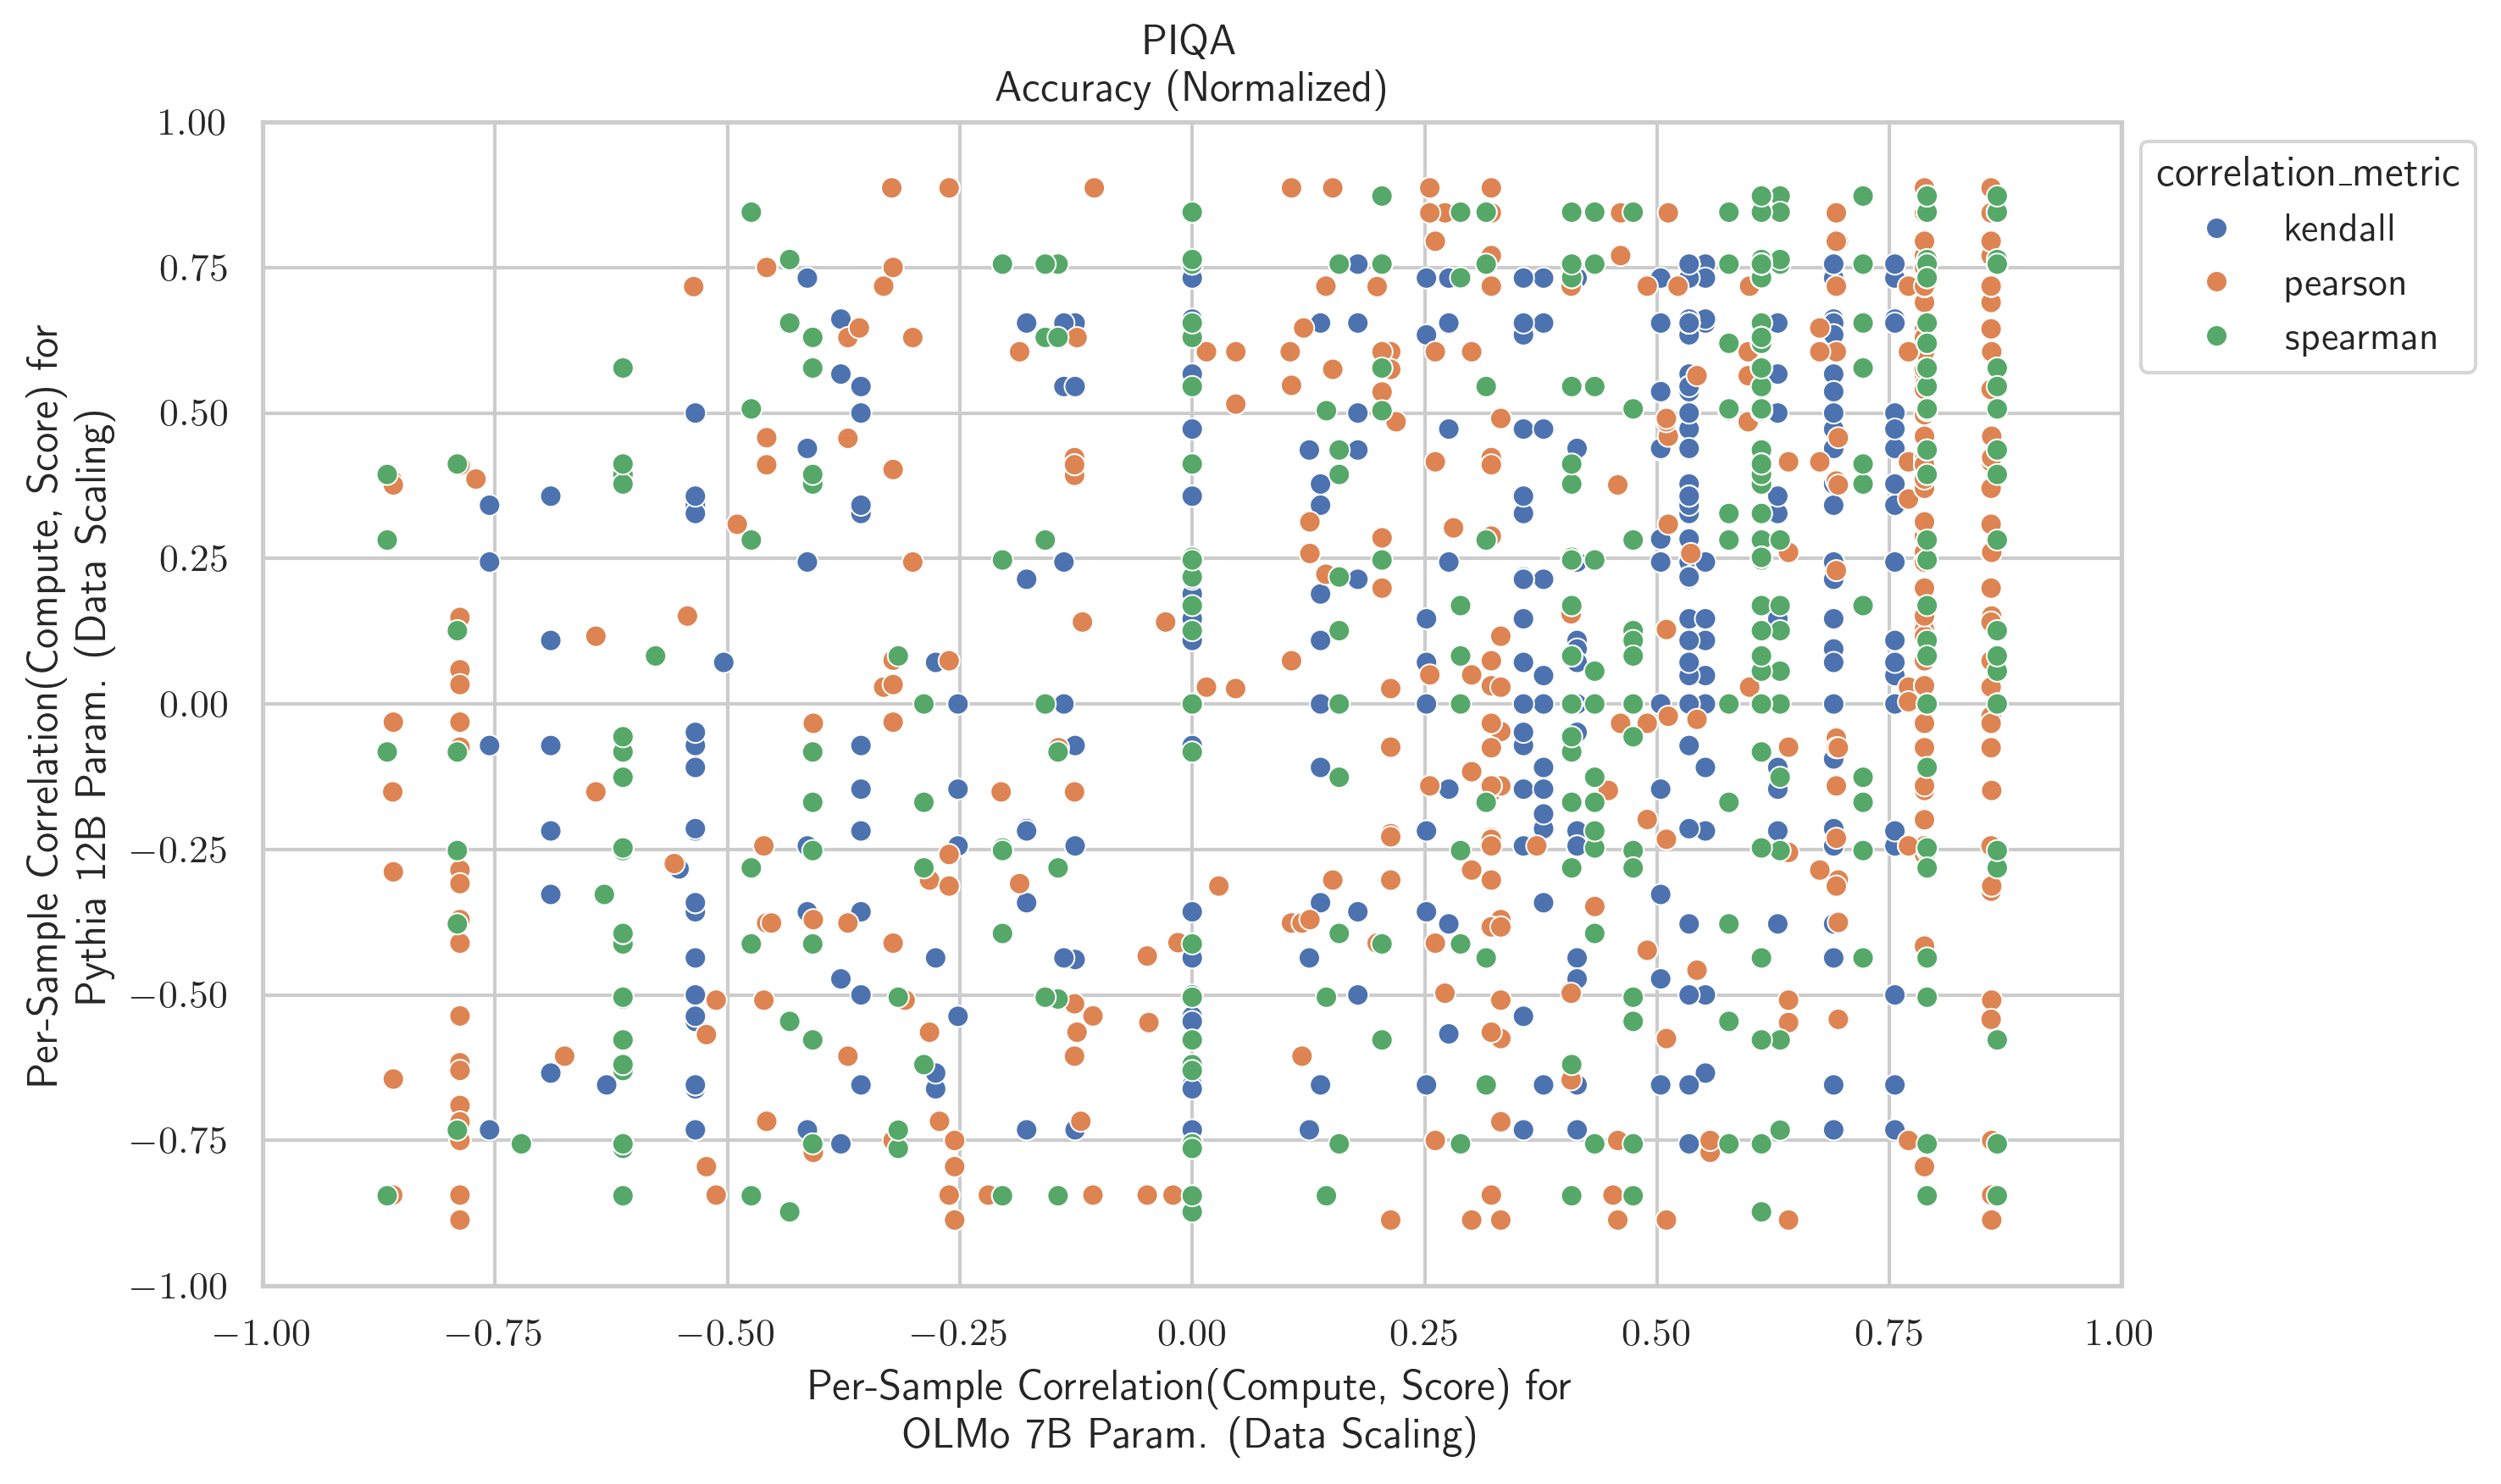 PIQA
Accuracy (Normalized)
Per-Sample Correlation(Compute, Score) for
Pythia 12B Param. (Data Scaling)
1.00
0.75
0.50
0.25
0.00
−0.25
−0.50
−0.75
−1.00
−1.00 −0.75 −0.50 −0.25 0.00 0.25 0.50 0.75 1.00
Per-Sample Correlation(Compute, Score) for
OLMo 7B Param. (Data Scaling)
correlation_metric
kendall
pearson
spearman